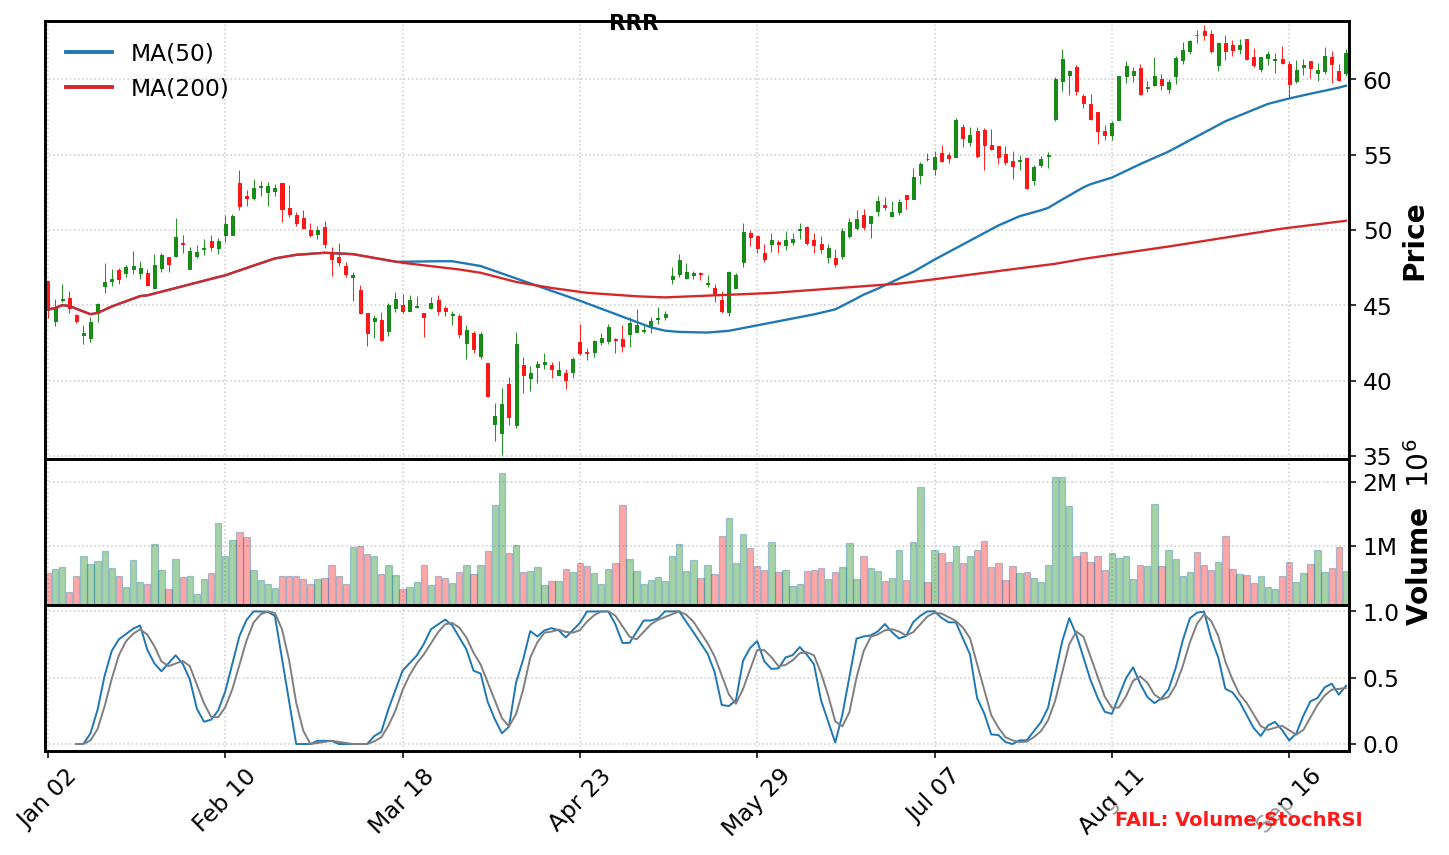 RRR
MA(50)
MA(200)
60
55
50
45
40
35
Price
2M
1M
Volume 10^6
1.0
0.5
0.0
Jan 02
Feb 10
Mar 18
Apr 23
May 29
Jul 07
Aug 11
Sep 16
FAIL: Volume,StochRSI